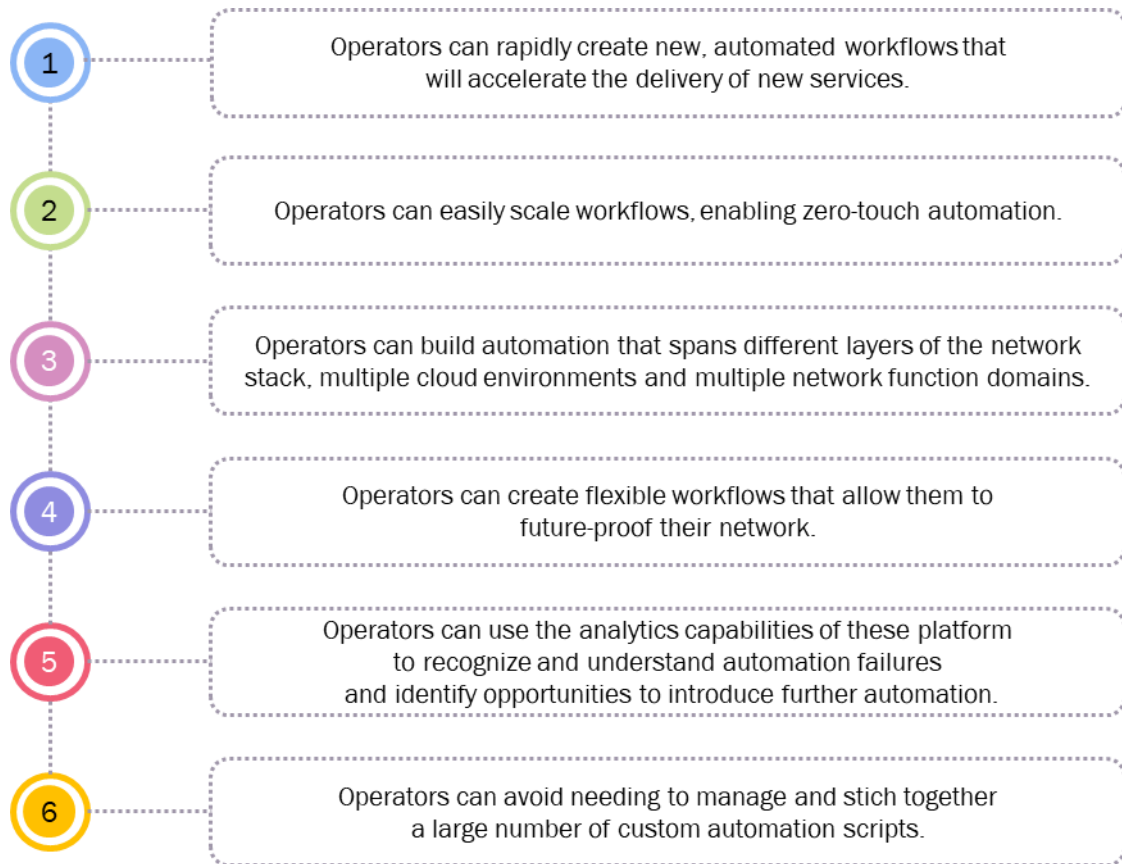 1
Operators can rapidly create new, automated workflows that
will accelerate the delivery of new services.
2
Operators can easily scale workflows, enabling zero-touch automation.
3
Operators can build automation that spans different layers of the network
stack, multiple cloud environments and multiple network function domains.
4
Operators can create flexible workflows that allow them to
future-proof their network.
5
Operators can use the analytics capabilities of these platform
to recognize and understand automation failures
and identify opportunities to introduce further automation.
6
Operators can avoid needing to manage and stich together
a large number of custom automation scripts.